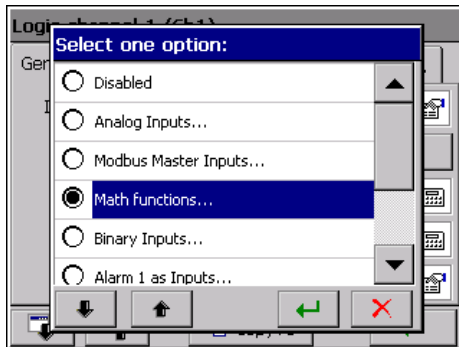 Logic channel 1 (Ch1)
Select one option:
Ger
Disabled
Analog Inputs...
Modbus Master Inputs...
Math functions...
Binary Inputs...
Alarm 1 as Inputs...